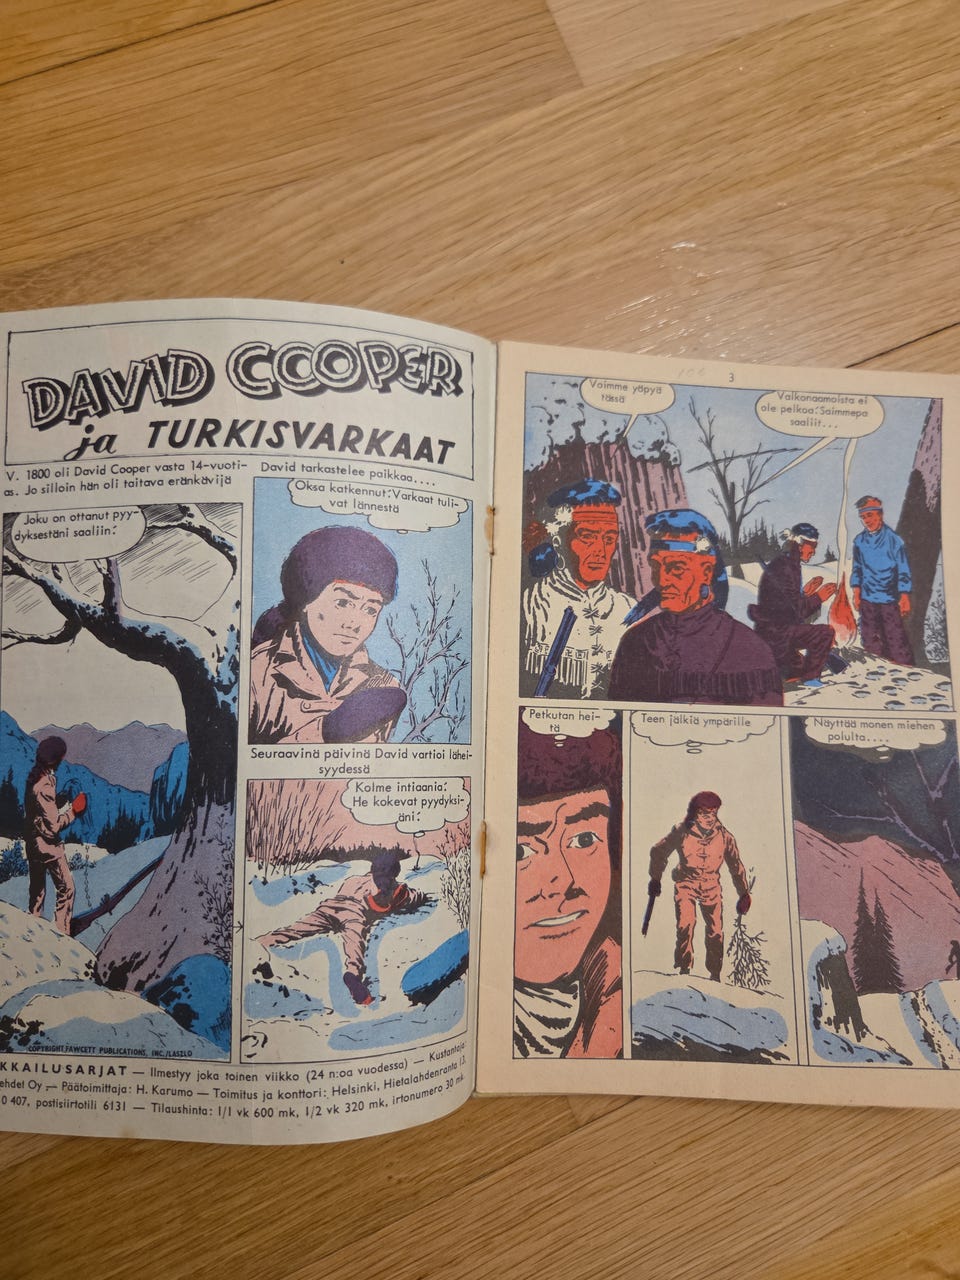 DAVID COOPER
ja TURKISVARKAAT
V. 1800 oli David Cooper vasta 14-vuoti-
as. Jo silloin hän oli taitava eränkävijä
Joku on ottanut pyy-
dyksestäni saaliin!
David tarkastelee paikkaa....
Oksa katkennut! Varkaat tuli-
vat lännestä
Seuraavinä päivinä David vartioi lähei-
syydessä
Kolme intiaania!
He kokevat pyydyksi-
äni!
COPYRIGHT FAWCETT PUBLICATIONS, INC./LASZLO
KKAILUSARJAT — Ilmestyy joka toinen viikko (24 n:oa vuodessa) — Kustantaja:
ehdet Oy — Päätoimittaja: H. Karumo — Toimitus ja konttori: Helsinki, Hietalahdenranta 13.
0 407, postisiirtotili 6131 — Tilaushinta: 1/1 vk 600 mk, 1/2 vk 320 mk, irtonumero 30 mk
3
Voimme yöpyä
tässä
Valkonaamoista ei
ole pelkoa! Saimmepa
saaliit...
Petkutan hei-
tä
Teen jälkiä ympärille
Näyttää monen miehen
polulta....